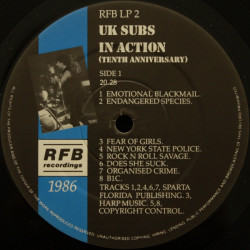 RFB LP 2
UK SUBS
IN ACTION
(TENTH ANNIVERSARY)
SIDE 1
20.28
1 EMOTIONAL BLACKMAIL.
2 ENDANGERED SPECIES.
3 FEAR OF GIRLS.
4 NEW YORK STATE POLICE.
5 ROCK N ROLL SAVAGE.
6 DOES SHE SUCK.
7 ORGANISED CRIME.
8 B1C.
TRACKS 1,2,4,6,7, SPARTA
FLORIDA PUBLISHING. 3,
HARP MUSIC. 5,8,
COPYRIGHT CONTROL.
RFB
recordings
1986